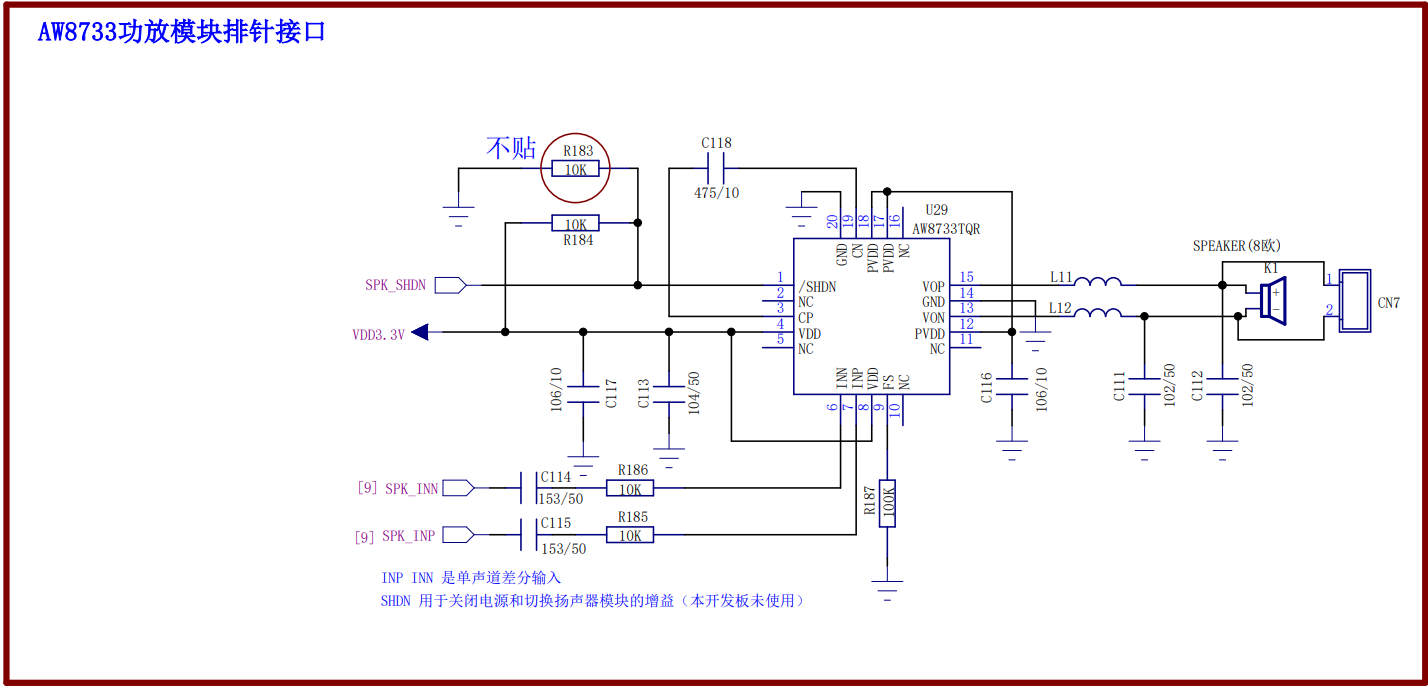 AW8733功放模块排针接口
不贴
R183
10K
10K
R184
C118
475/10
U29
AW8733TQR
SPK_SHDN
VDD3.3V
1
2
3
4
5
/SHDN
NC
CP
VDD
NC
20
19
18
17
16
GND
CN
PVDD
PVDD
NC
VOP
GND
VON
PVDD
NC
15
14
13
12
11
INN
INP
VDD
FS
NC
6
7
8
9
10
L11
L12
SPEAKER(8欧)
K1
+
-
1
2
CN7
106/10
C117
C113
104/50
C116
106/10
C111
102/50
C112
102/50
[9] SPK_INN
C114
153/50
R186
10K
[9] SPK_INP
C115
153/50
R185
10K
R187
100K
INP INN 是单声道差分输入
SHDN 用于关闭电源和切换扬声器模块的增益（本开发板未使用）